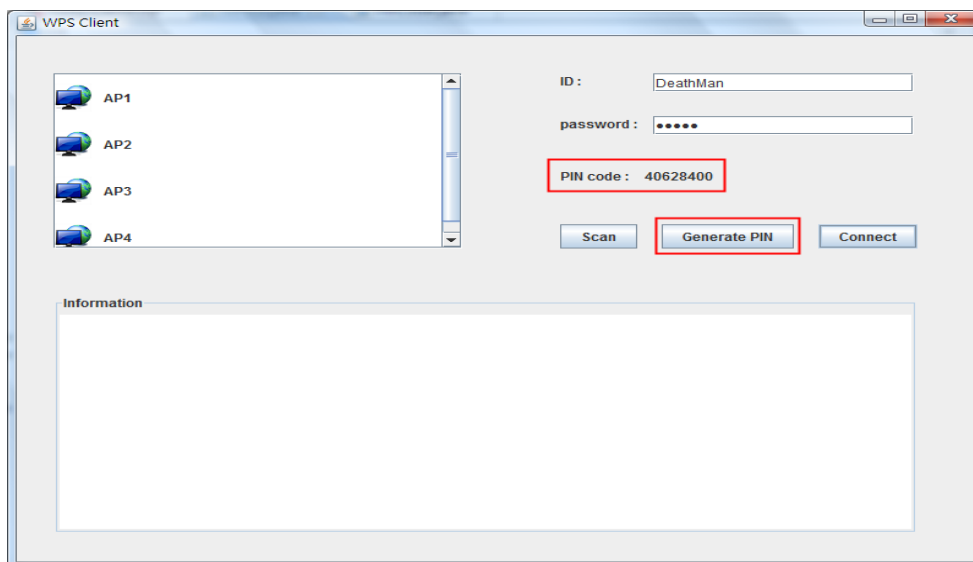 WPS Client
AP1
AP2
AP3
AP4
ID :
DeathMan
password :
•••••
PIN code : 40628400
Scan
Generate PIN
Connect
Information